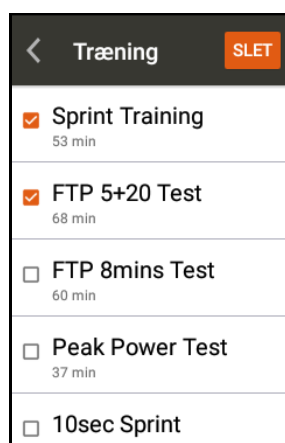 Træning
SLET
Sprint Training
53 min
FTP 5+20 Test
68 min
FTP 8mins Test
60 min
Peak Power Test
37 min
10sec Sprint